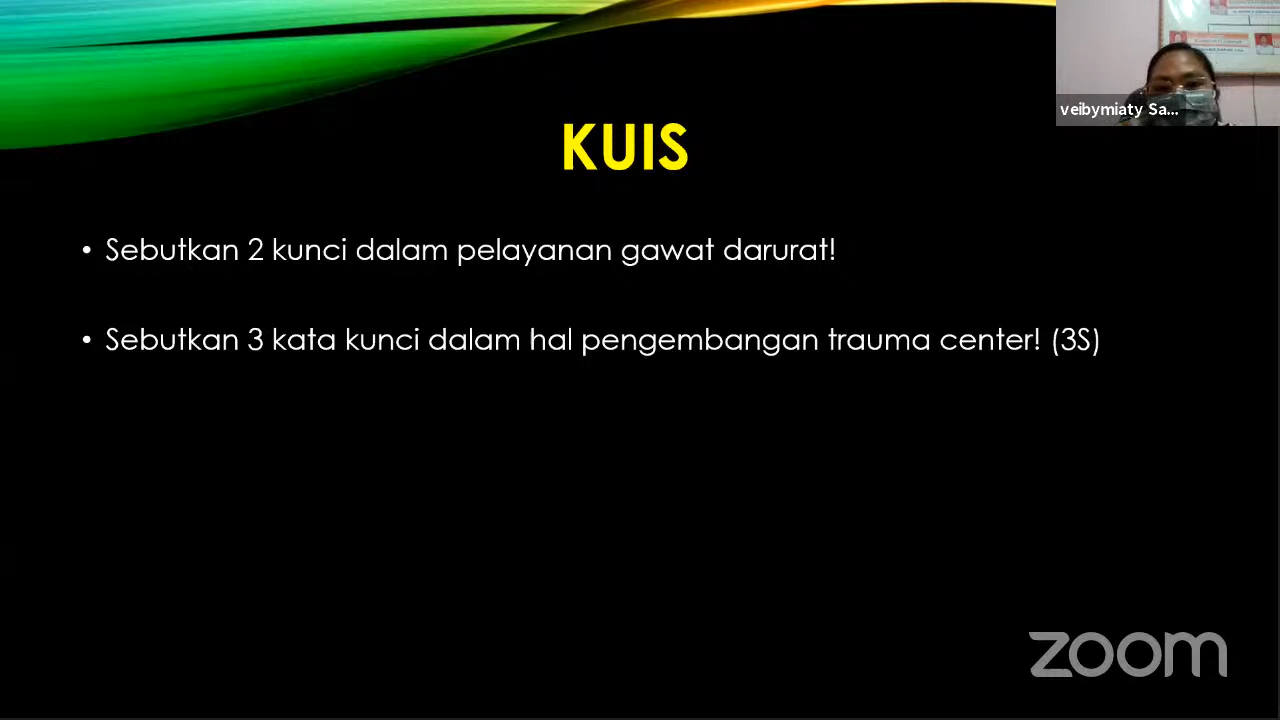 veibymiaty Sa...
KUIS
• Sebutkan 2 kunci dalam pelayanan gawat darurat!
• Sebutkan 3 kata kunci dalam hal pengembangan trauma center! (3S)
zoom